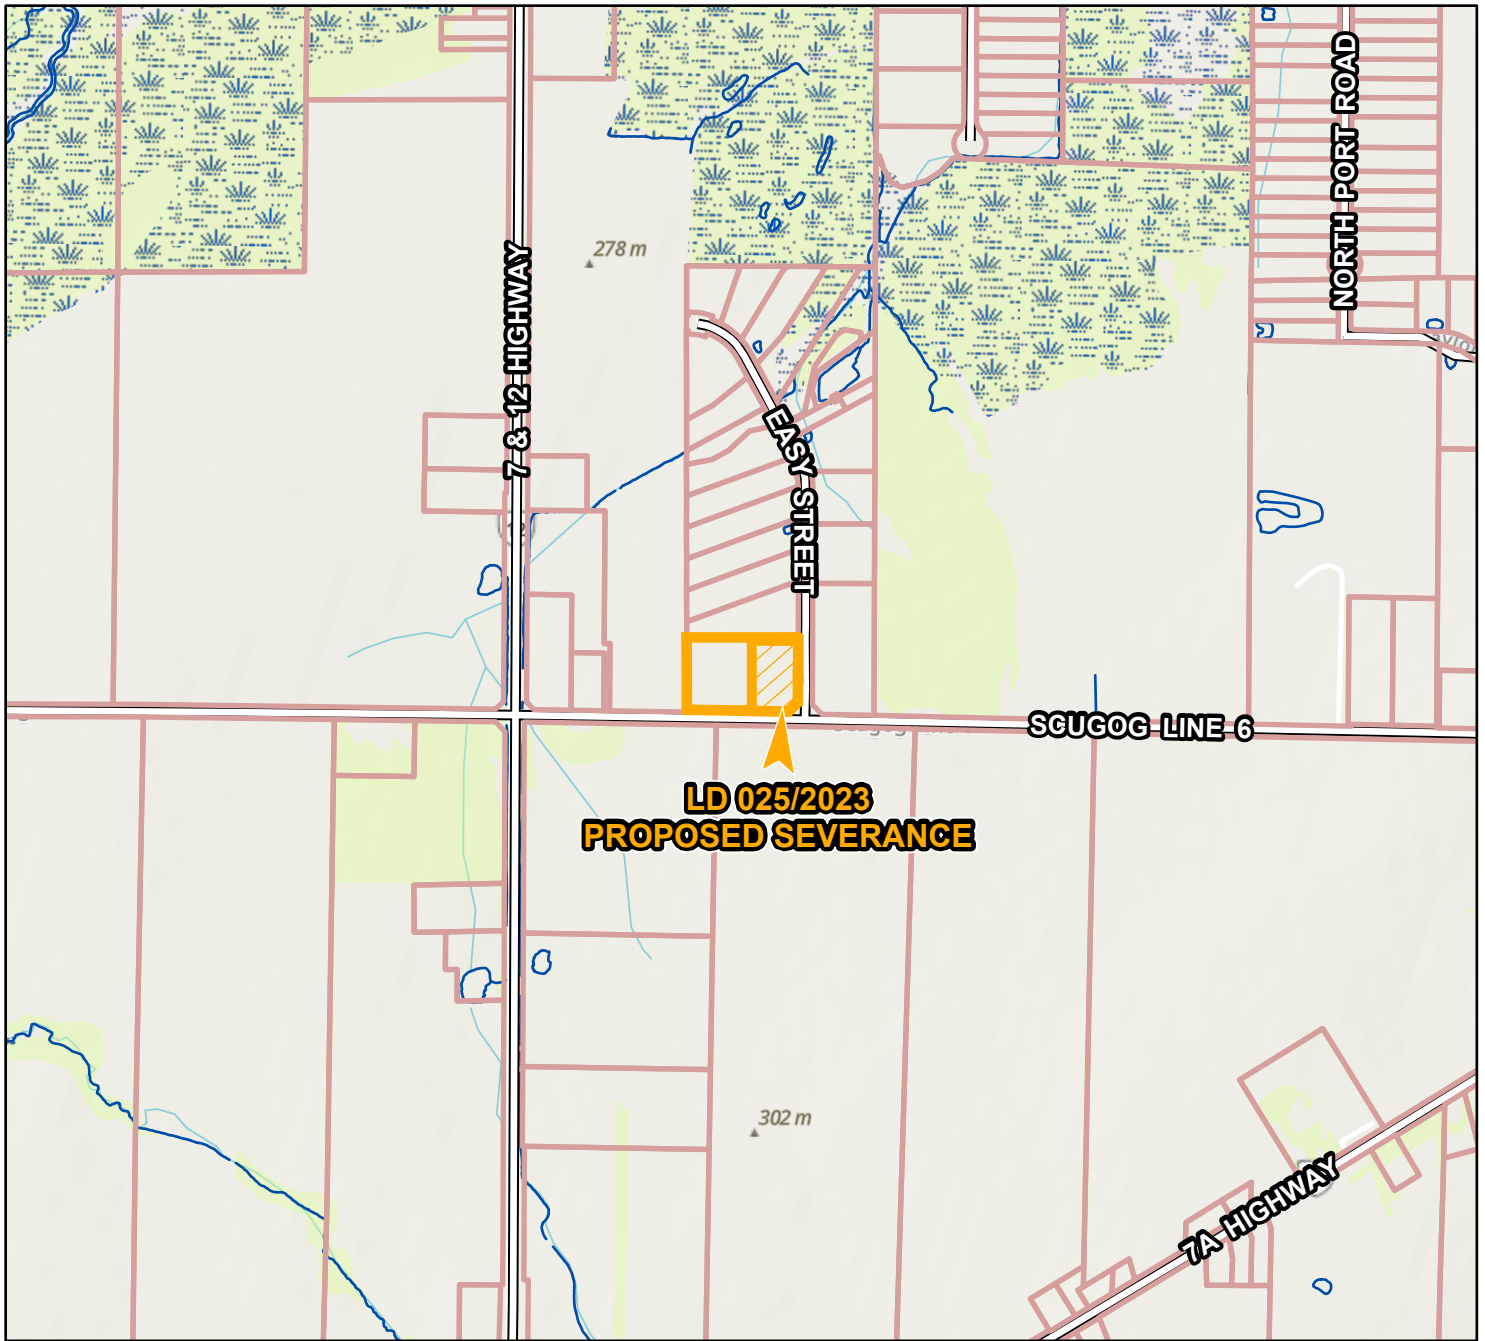 NORTH PORT ROAD
278 m
7 & 12 HIGHWAY
EASY STREET
12
SCUGOG LINE 6
LD 025/2023
PROPOSED SEVERANCE
302 m
7A HIGHWAY